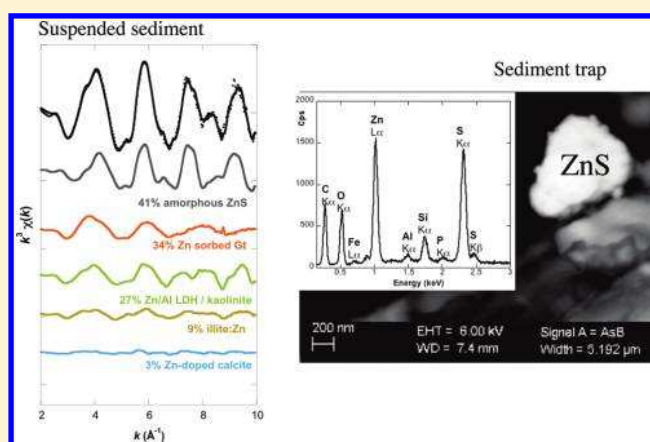 Suspended sediment
k³ χ(k)
41% amorphous ZnS
34% Zn sorbed Gt
27% Zn/Al LDH / kaolinite
9% illite:Zn
3% Zn-doped calcite
2 4 6 8 10
k (Å⁻¹)
Sediment trap
2000
1500
1000
500
0
Cps
C
Kα
O
Kα
Fe
Lα
Zn
Lα
Al
Kα
Si
Kα
P
Kα
S
Kα
S
Kβ
0.5 1 1.5 2 2.5 3
Energy (keV)
ZnS
200 nm
EHT = 6.00 kV
WD = 7.4 mm
Signal A = AsB
Width = 5.192 µm